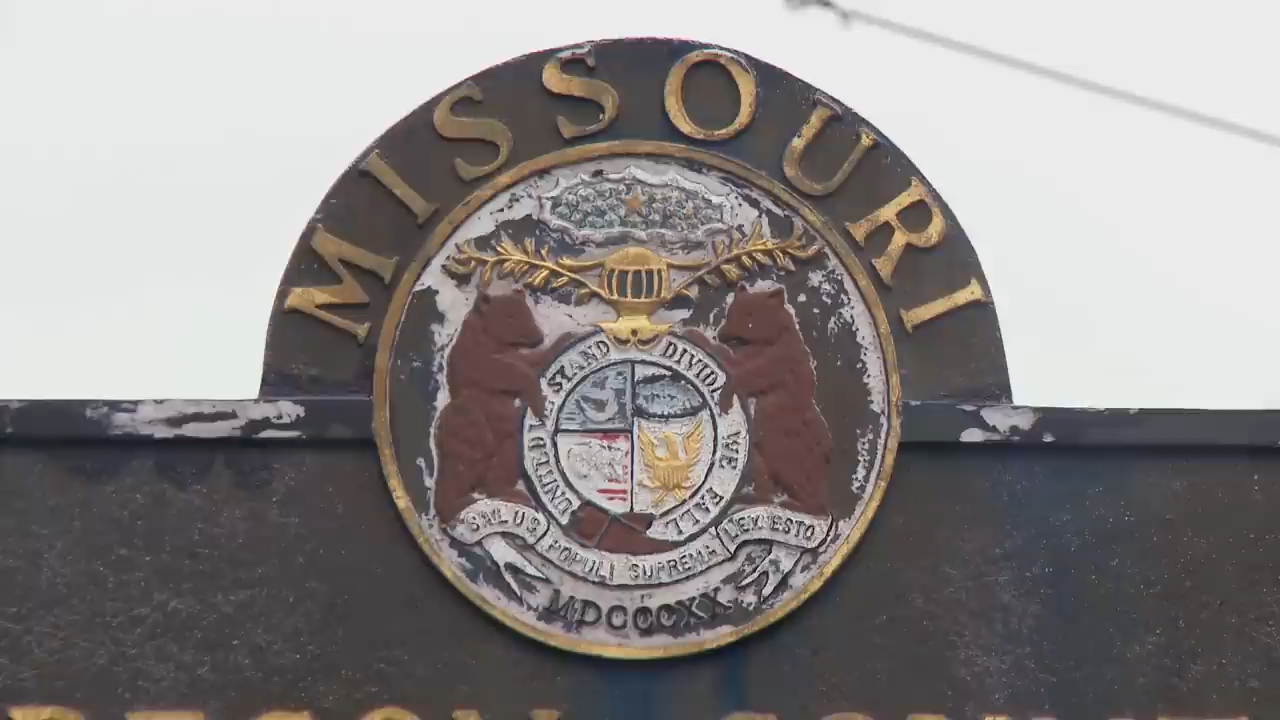 MISSOURI
UNITED WE STAND DIVIDED WE FALL
SALUS POPULI SUPREMA LEX ESTO
MDCCCXX